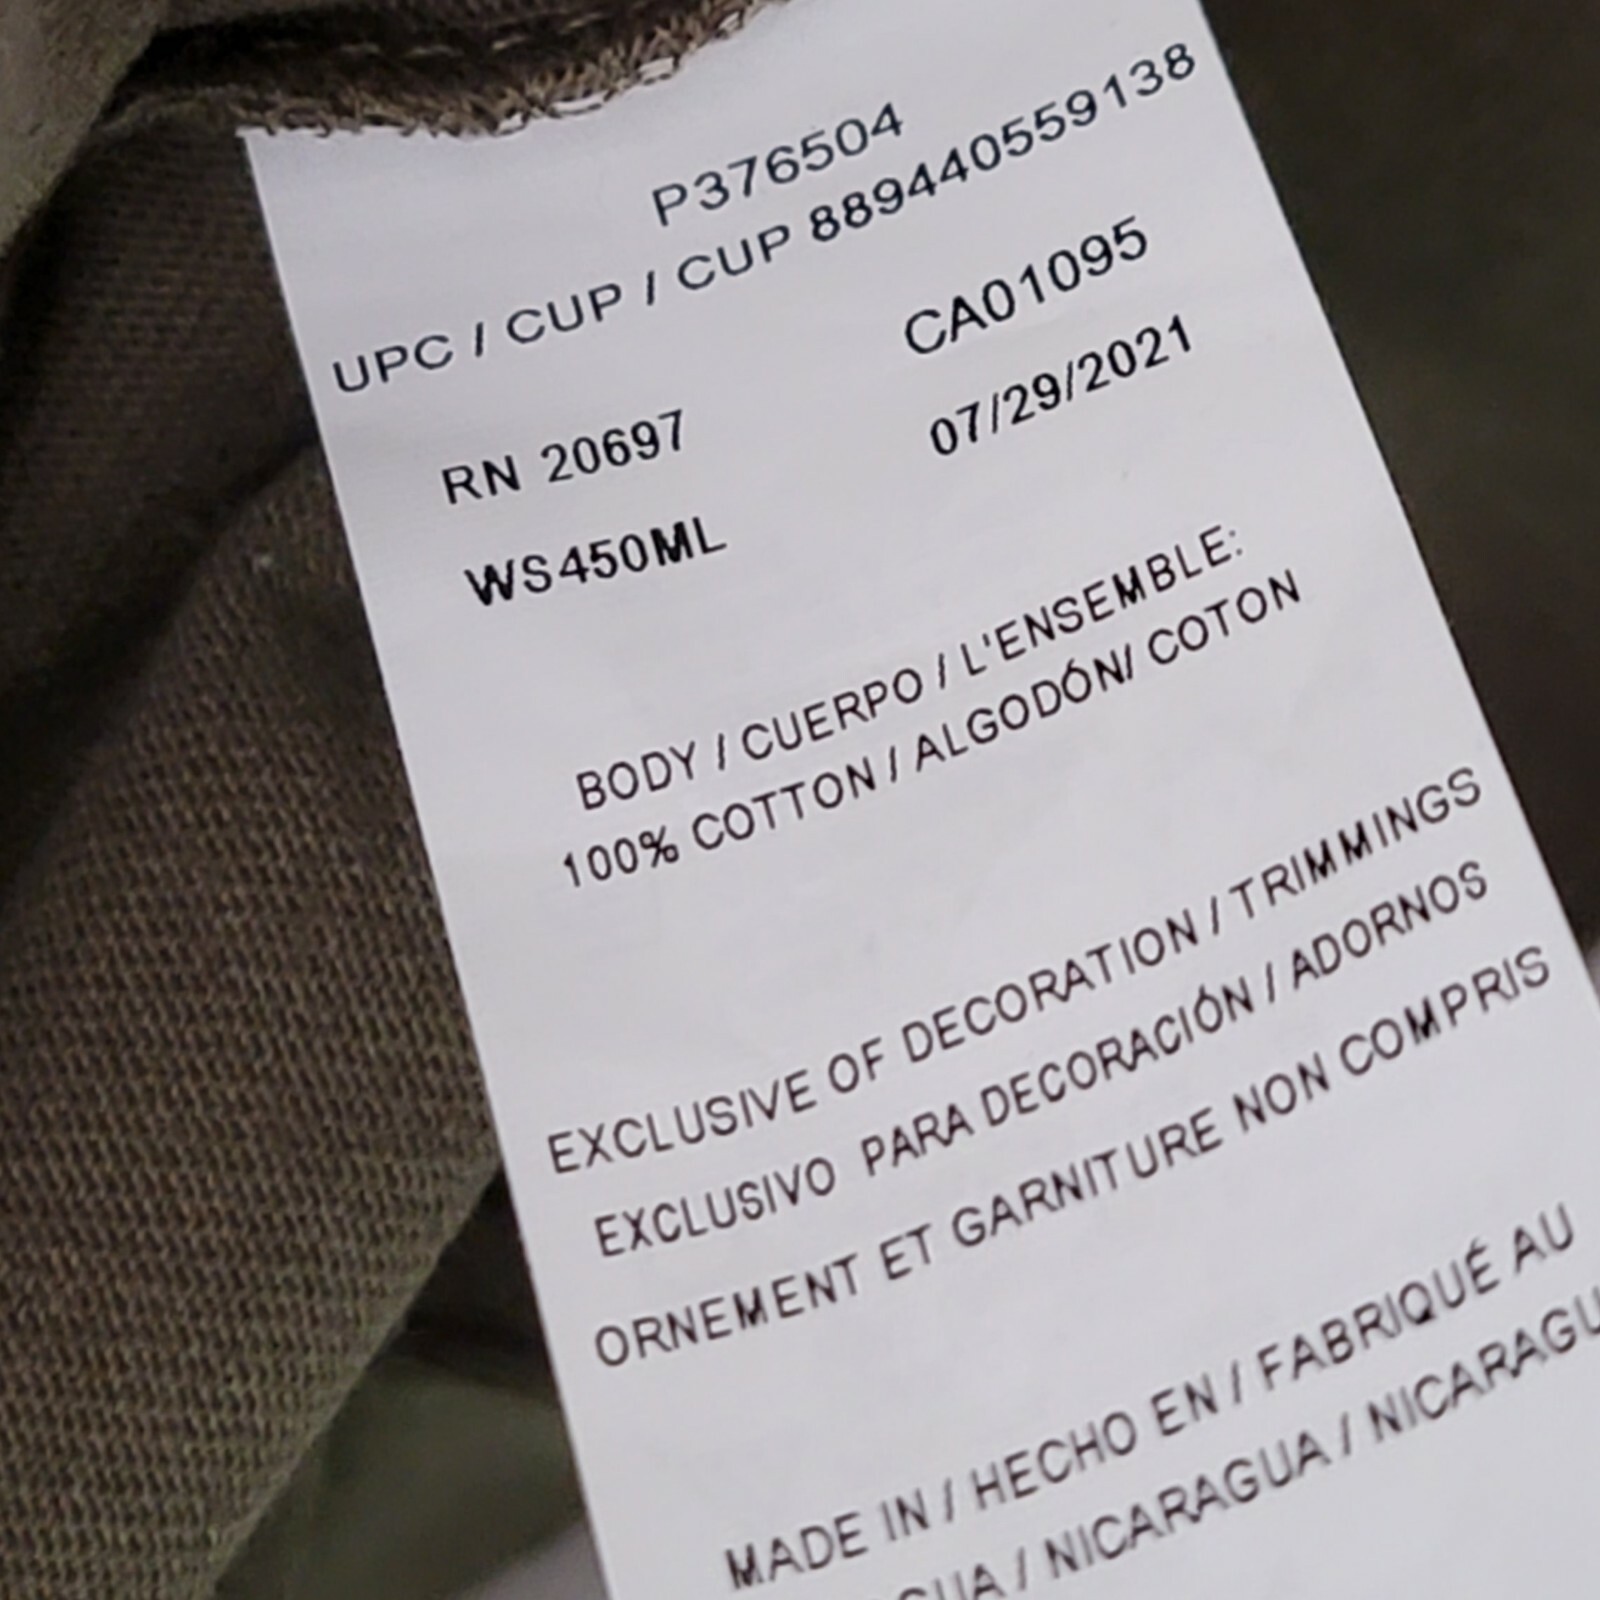 P376504
UPC / CUP / CUP 889440559138
CA01095
RN 20697
07/29/2021
WS450ML
BODY / CUERPO / L'ENSEMBLE:
100% COTTON / ALGODÓN/ COTON
EXCLUSIVE OF DECORATION / TRIMMINGS
EXCLUSIVO PARA DECORACIÓN / ADORNOS
ORNEMENT ET GARNITURE NON COMPRIS
MADE IN / HECHO EN / FABRIQUÉ AU
/ NICARAGUA / NICARAGU